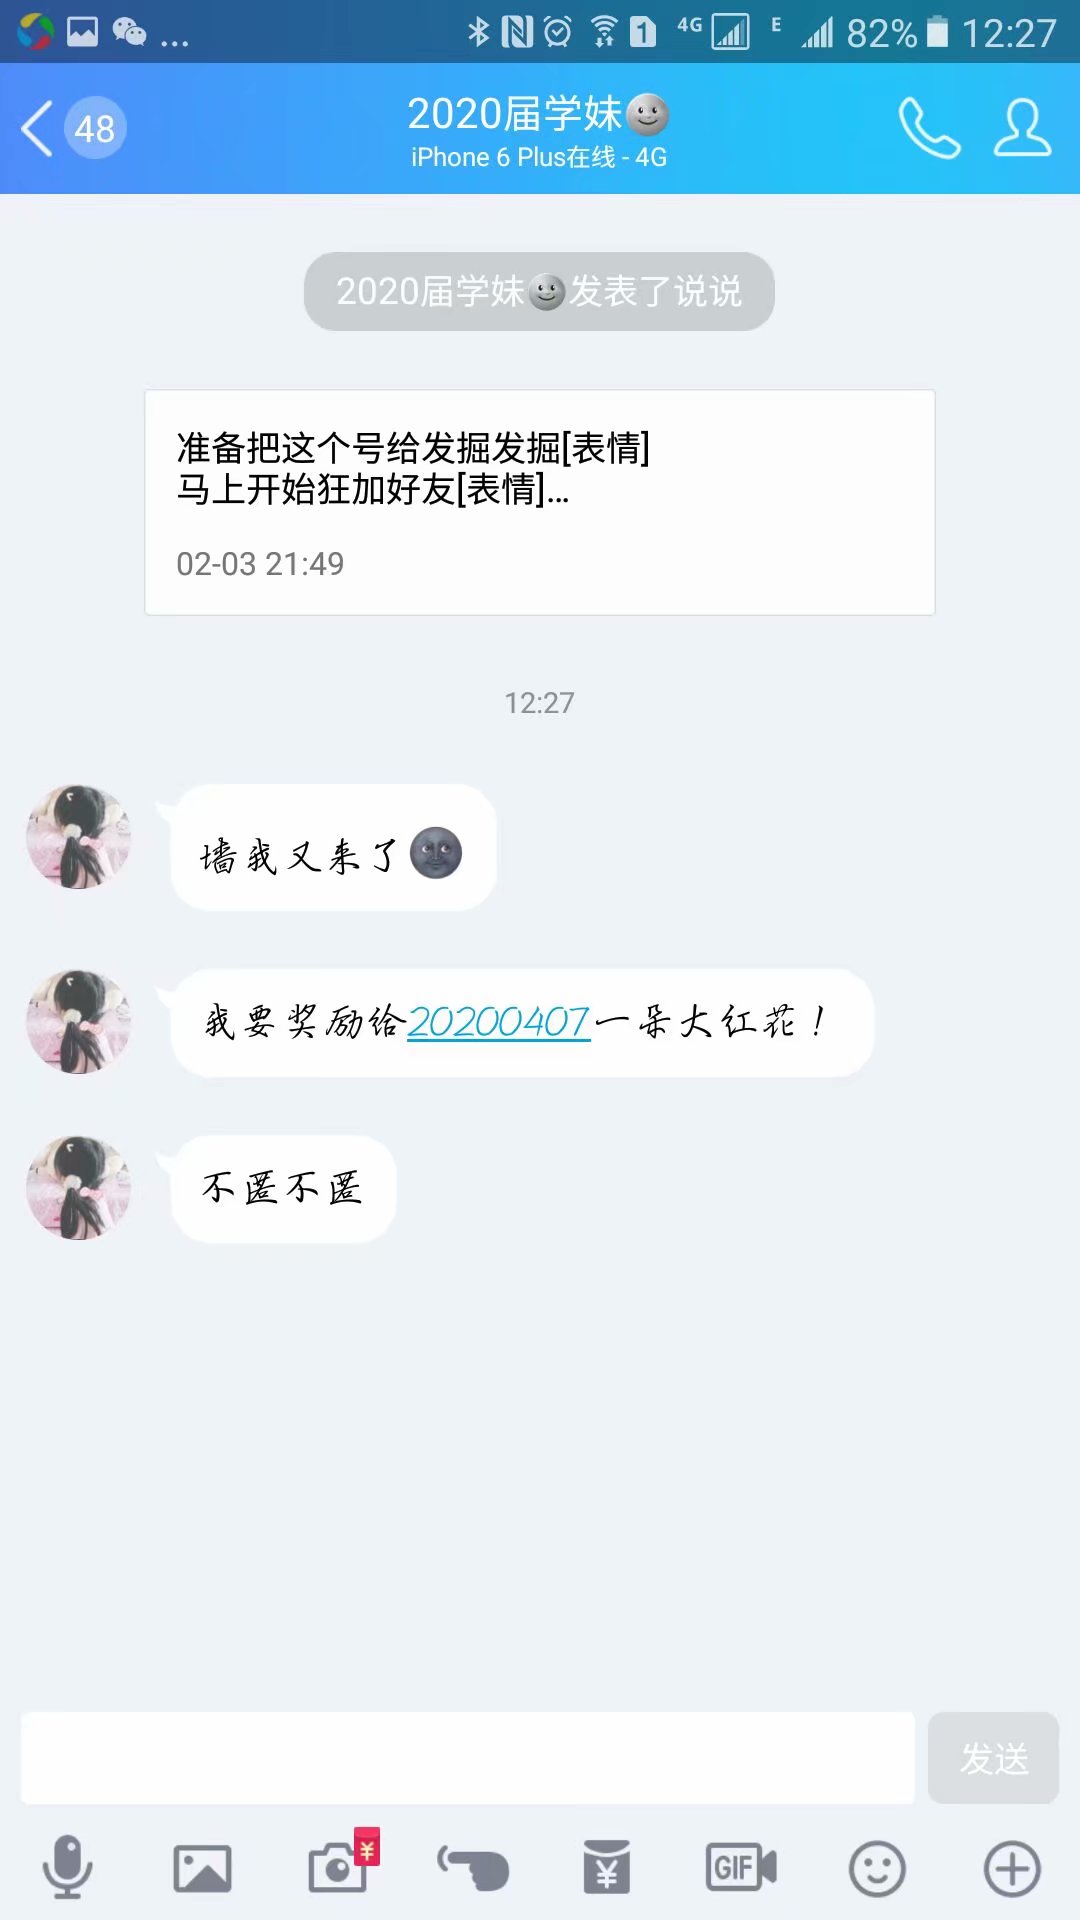 4G E 82% 12:27
48
2020届学妹🌝
iPhone 6 Plus在线 - 4G
2020届学妹🌝发表了说说
准备把这个号给发掘发掘[表情]
马上开始狂加好友[表情]...
02-03 21:49
12:27
墙我又来了🌚
我要奖励给20200407一朵大红花！
不匿不匿
发送
GIF